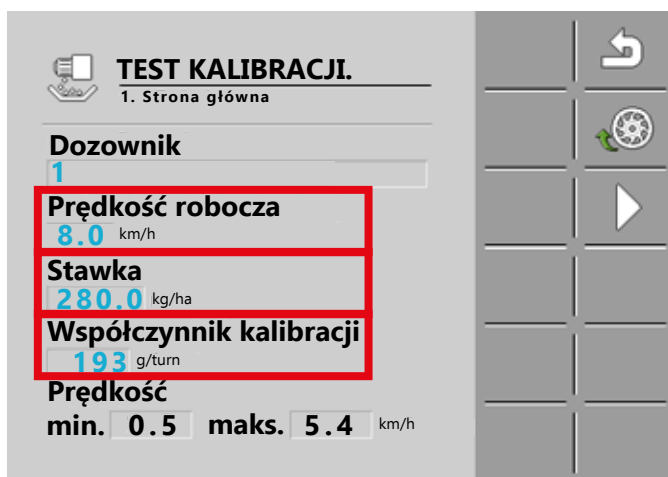 TEST KALIBRACJI.
1. Strona główna
Dozownik
1
Prędkość robocza
8.0 km/h
Stawka
280.0 kg/ha
Współczynnik kalibracji
193 g/turn
Prędkość
min. 0.5 maks. 5.4 km/h